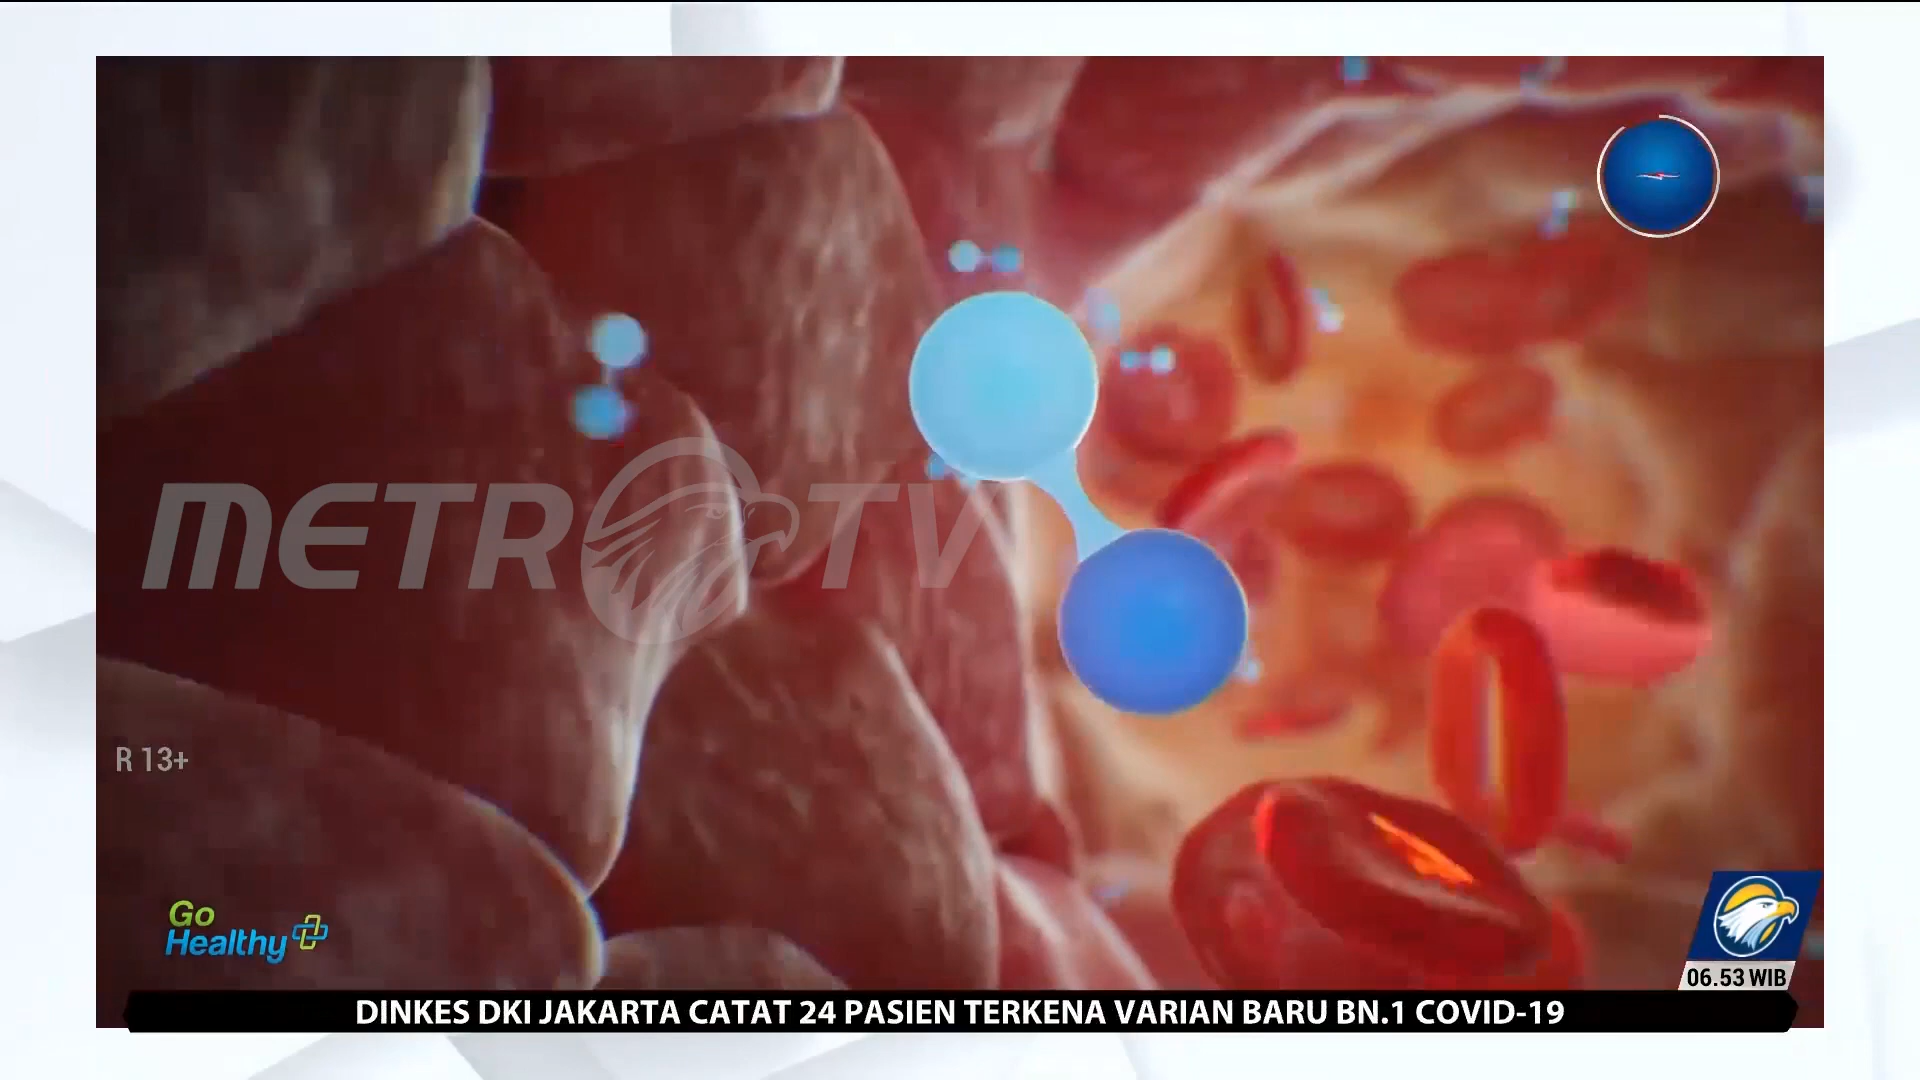 METRO TV
R 13+
Go
Healthy
06.53 WIB
DINKES DKI JAKARTA CATAT 24 PASIEN TERKENA VARIAN BARU BN.1 COVID-19